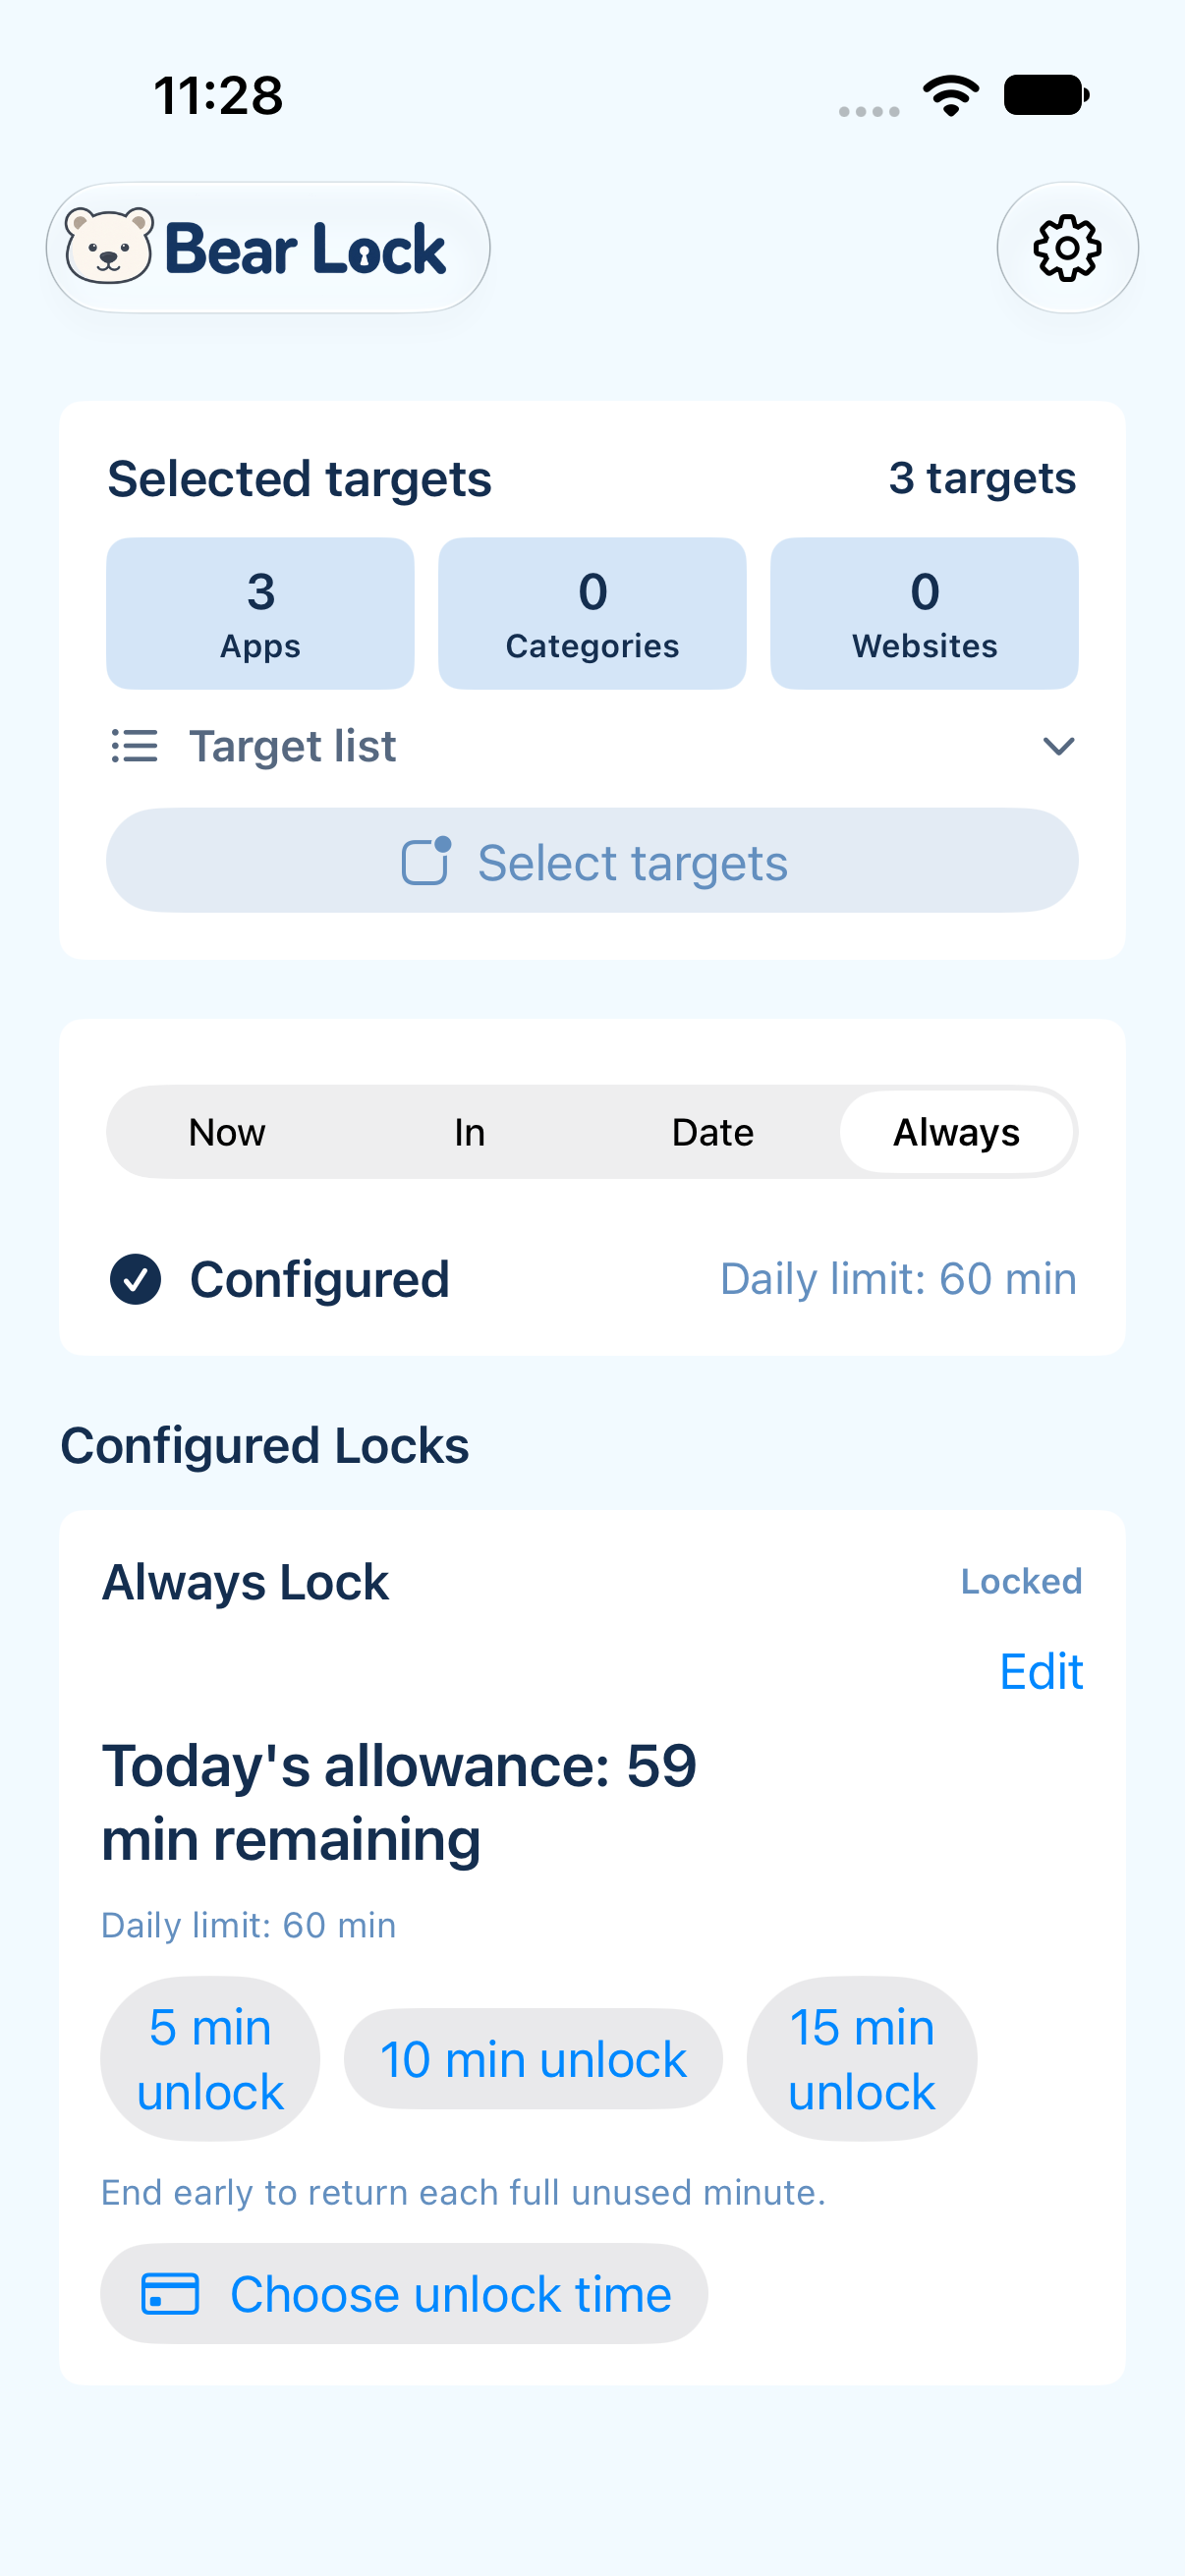 11:28
Bear Lock
Selected targets
3 targets
3
Apps
0
Categories
0
Websites
Target list
Select targets
Now
In
Date
Always
Configured
Daily limit: 60 min
Configured Locks
Always Lock
Locked
Edit
Today's allowance: 59
min remaining
Daily limit: 60 min
5 min
unlock
10 min unlock
15 min
unlock
End early to return each full unused minute.
Choose unlock time